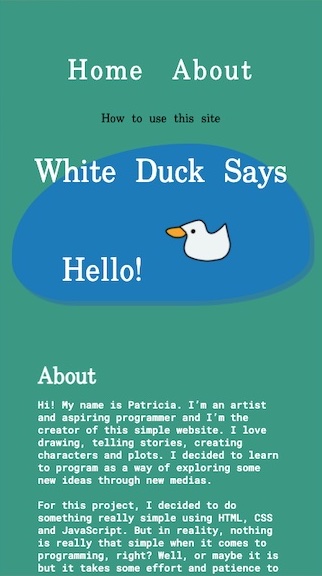 Home About
How to use this site
White Duck Says
Hello!
About
Hi! My name is Patricia. I'm an artist
and aspiring programmer and I'm the
creator of this simple website. I love
drawing, telling stories, creating
characters and plots. I decided to learn
to program as a way of exploring some
new ideas through new medias.
For this project, I decided to do
something really simple using HTML, CSS
and JavaScript. But in reality, nothing
is really that simple when it comes to
programming, right? Well, or maybe it is
but it takes some effort and patience to